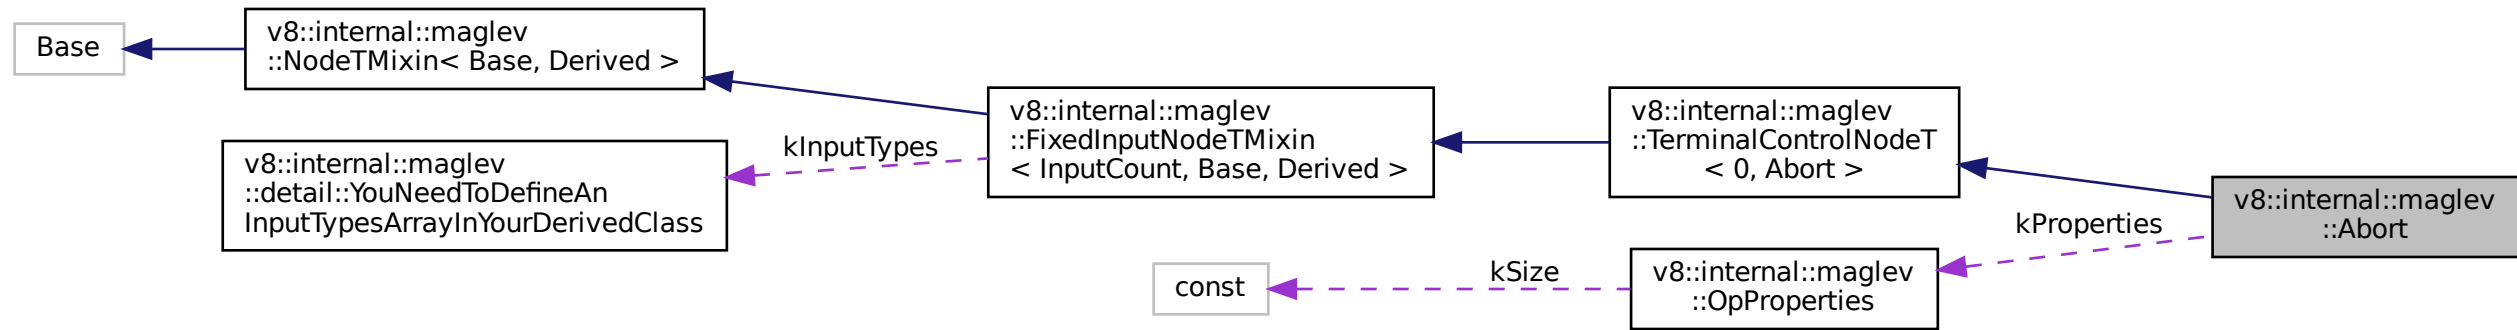 Base
v8::internal::maglev
::NodeTMixin< Base, Derived >
kInputTypes
v8::internal::maglev
::detail::YouNeedToDefineAn
InputTypesArrayInYourDerivedClass
v8::internal::maglev
::FixedInputNodeTMixin
< InputCount, Base, Derived >
v8::internal::maglev
::TerminalControlNodeT
< 0, Abort >
v8::internal::maglev
::Abort
kProperties
const
kSize
v8::internal::maglev
::OpProperties